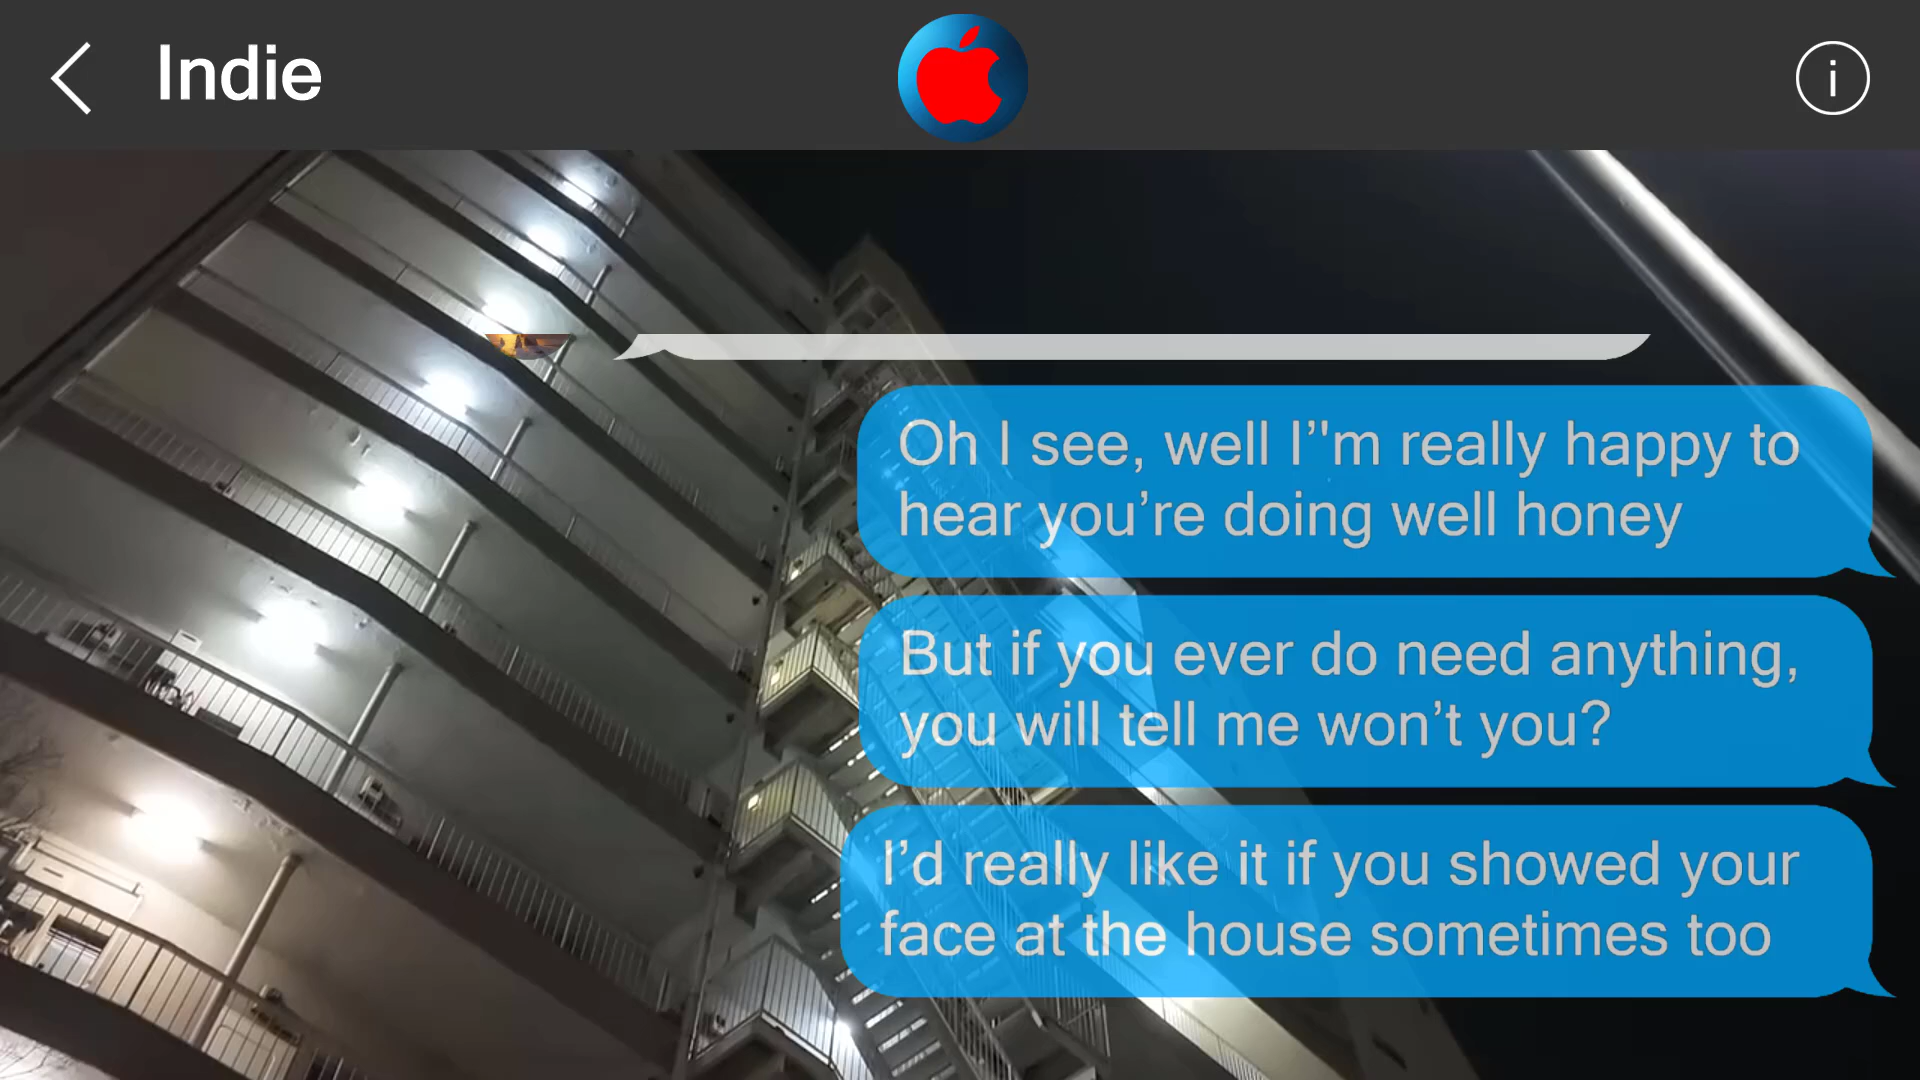 Indie
i
Oh I see, well I’'m really happy to
hear you’re doing well honey
But if you ever do need anything,
you will tell me won’t you?
I’d really like it if you showed your
face at the house sometimes too